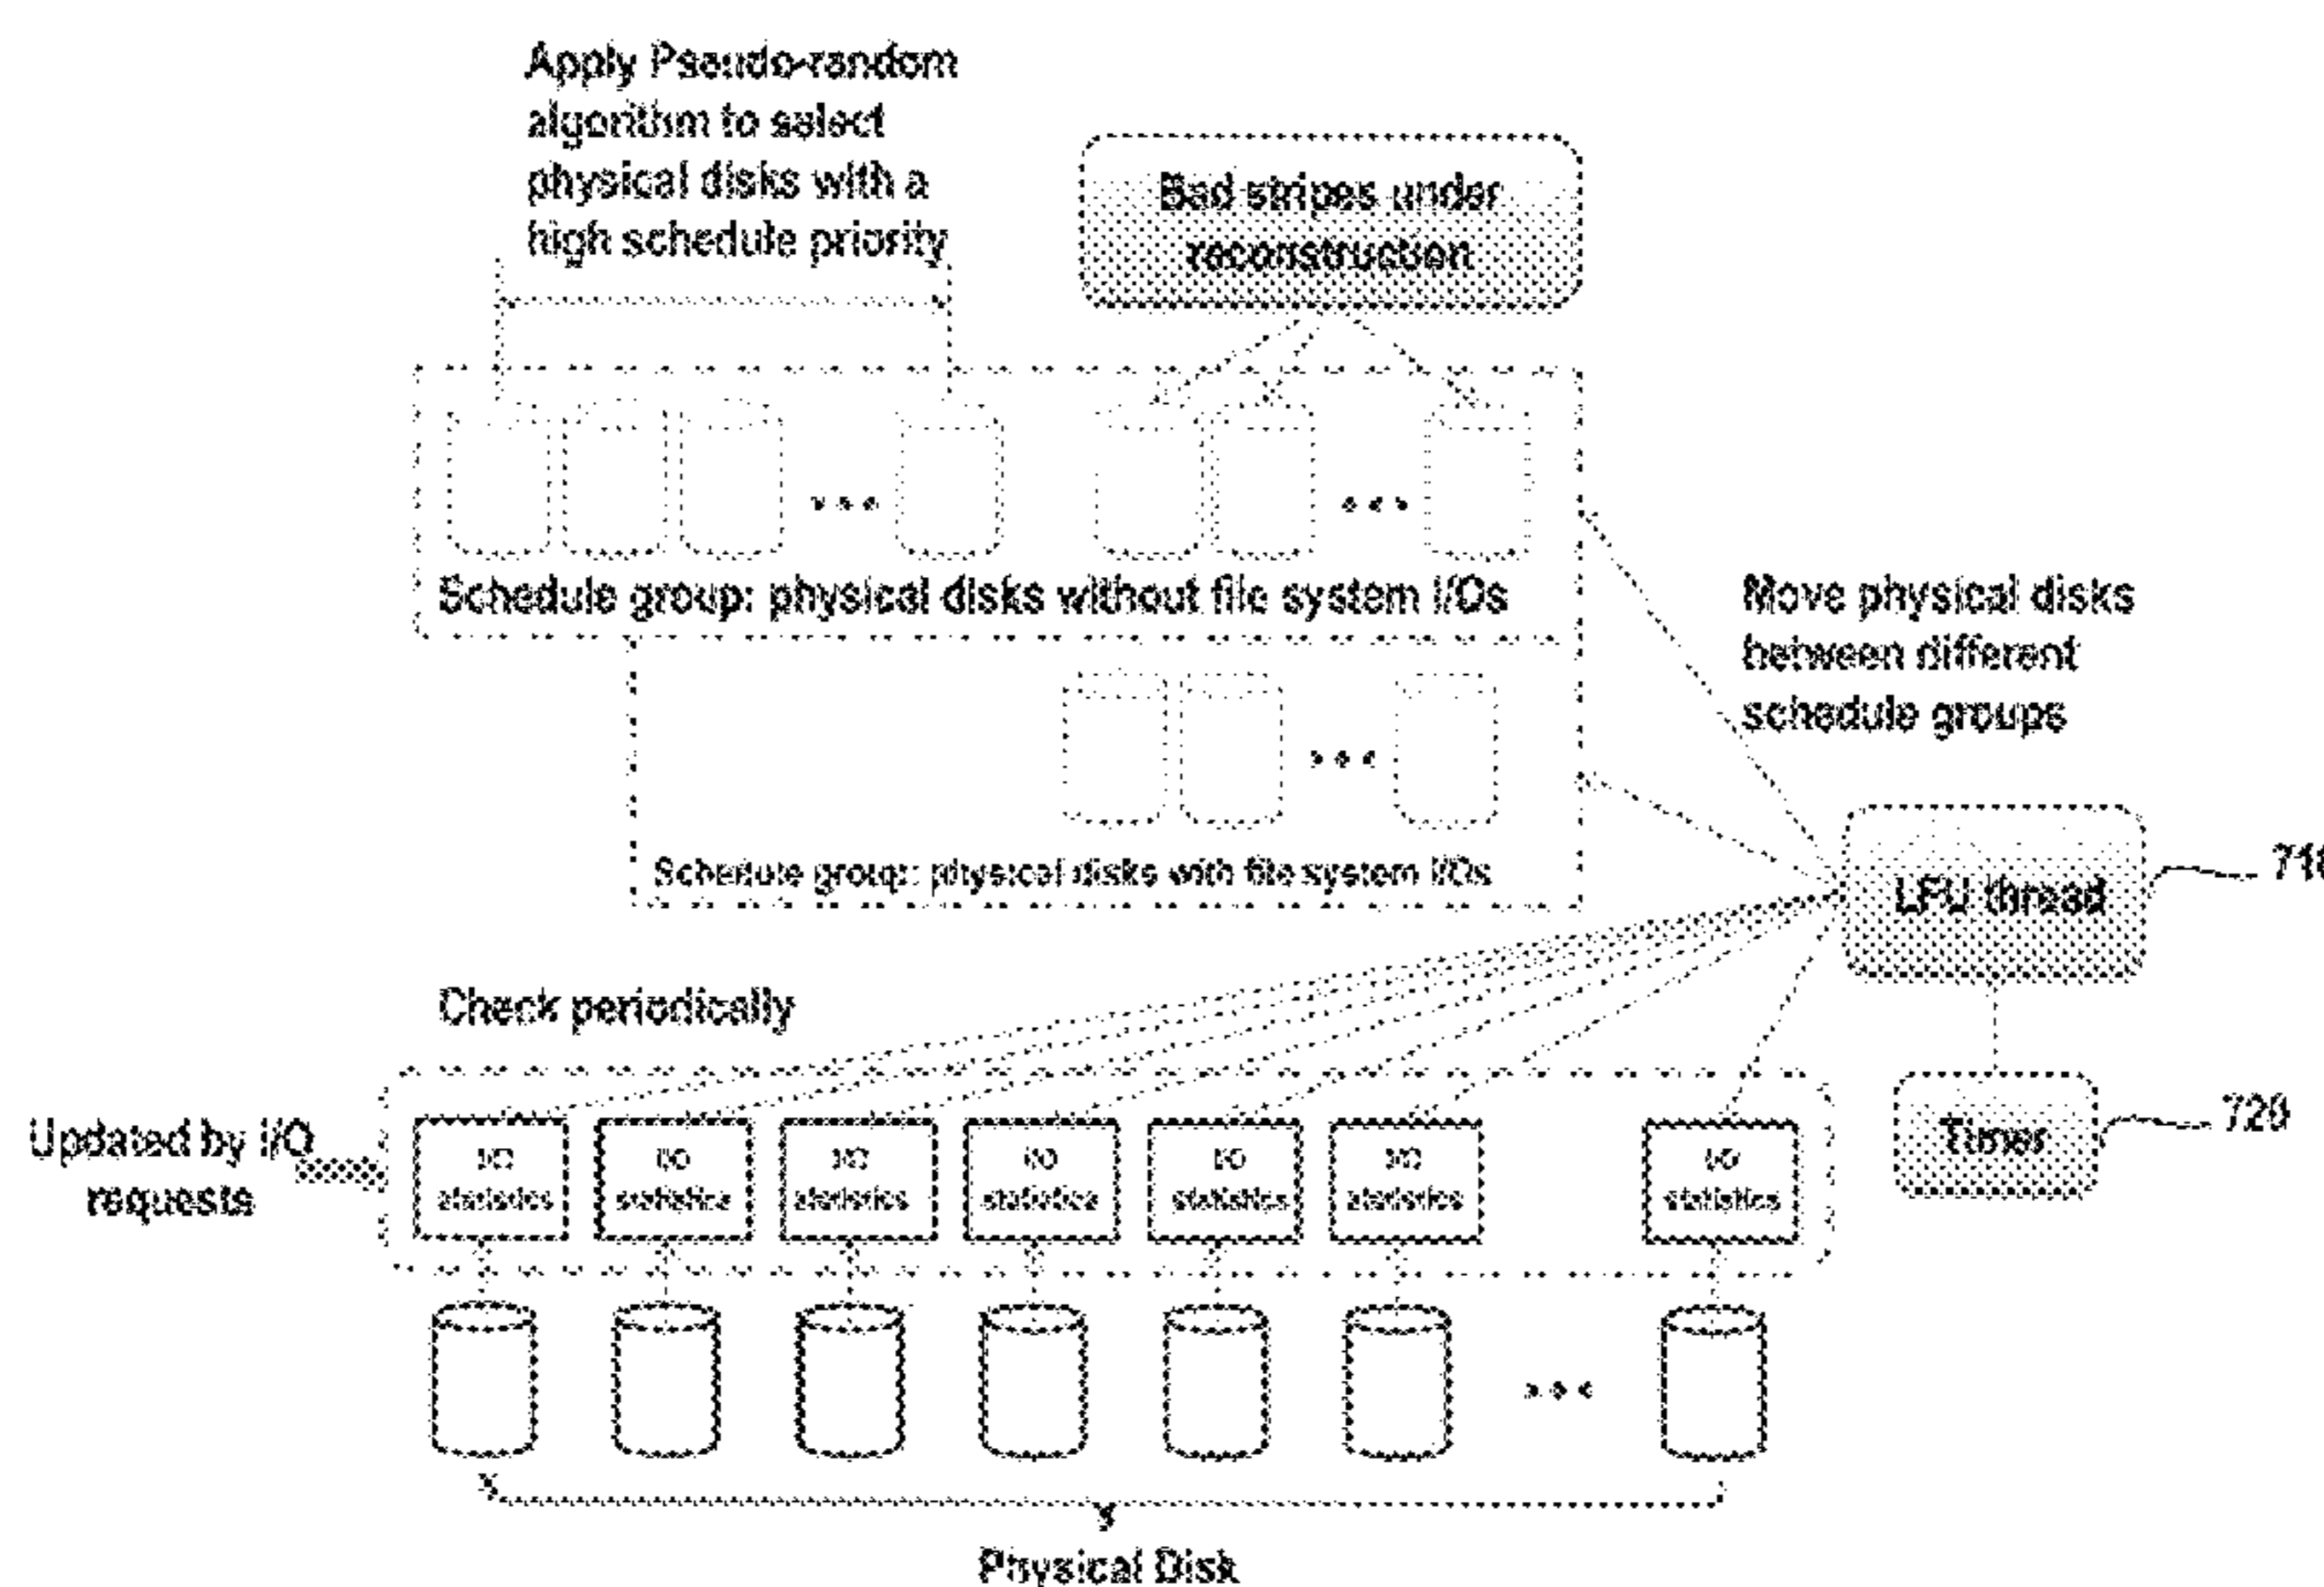 Apply Pseudo-random
algorithm to select
physical disks with a
high schedule priority
Bad stripes under
reconstruction
Schedule group: physical disks without file system I/Os
Move physical disks
between different
schedule groups
Schedule group: physical disks with file system I/Os
LFU thread
710
Check periodically
Timer
720
Updated by I/O
requests
I/O
statistics
I/O
statistics
I/O
statistics
I/O
statistics
I/O
statistics
I/O
statistics
I/O
statistics
Physical Disk